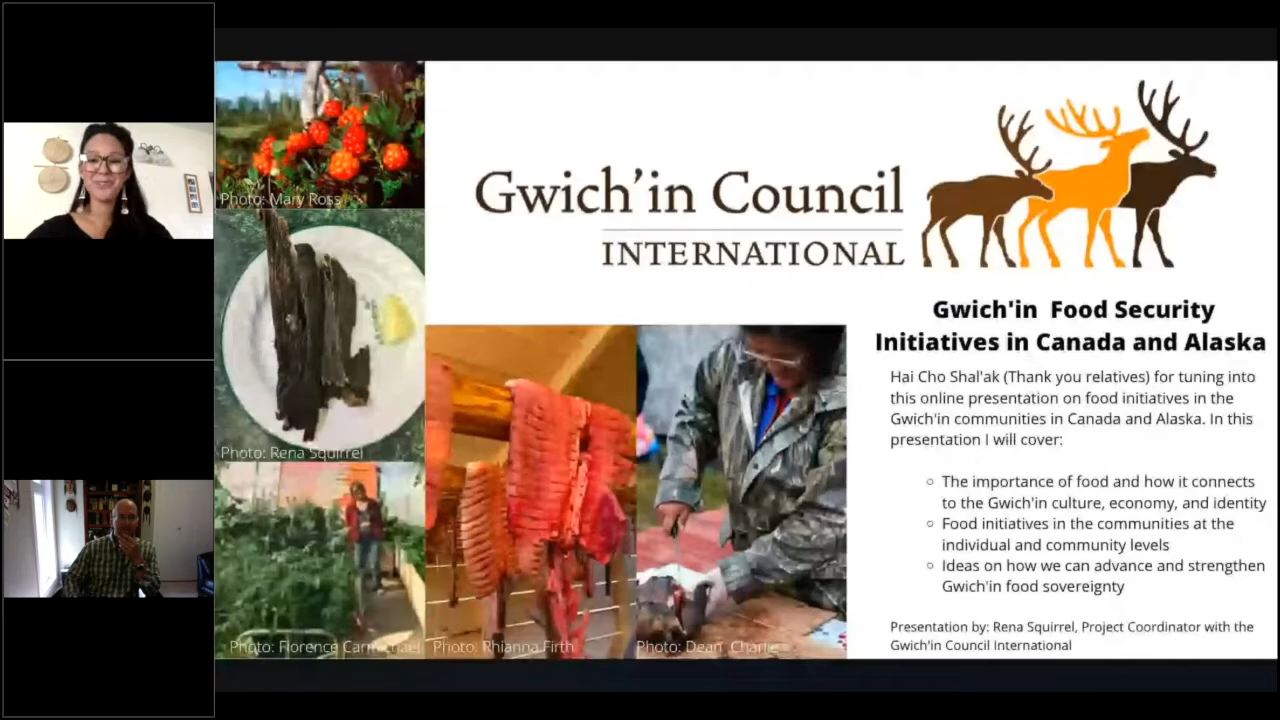 Photo: Mary Ross
Photo: Rena Squirrel
Photo: Florence Carmichael
Photo: Rhianna Firth
Photo: Dean Charlie
Gwich'in Council
INTERNATIONAL
Gwich'in Food Security
Initiatives in Canada and Alaska
Hai Cho Shal'ak (Thank you relatives) for tuning into
this online presentation on food initiatives in the
Gwich'in communities in Canada and Alaska. In this
presentation I will cover:
The importance of food and how it connects
to the Gwich'in culture, economy, and identity
Food initiatives in the communities at the
individual and community levels
Ideas on how we can advance and strengthen
Gwich'in food sovereignty
Presentation by: Rena Squirrel, Project Coordinator with the
Gwich'in Council International